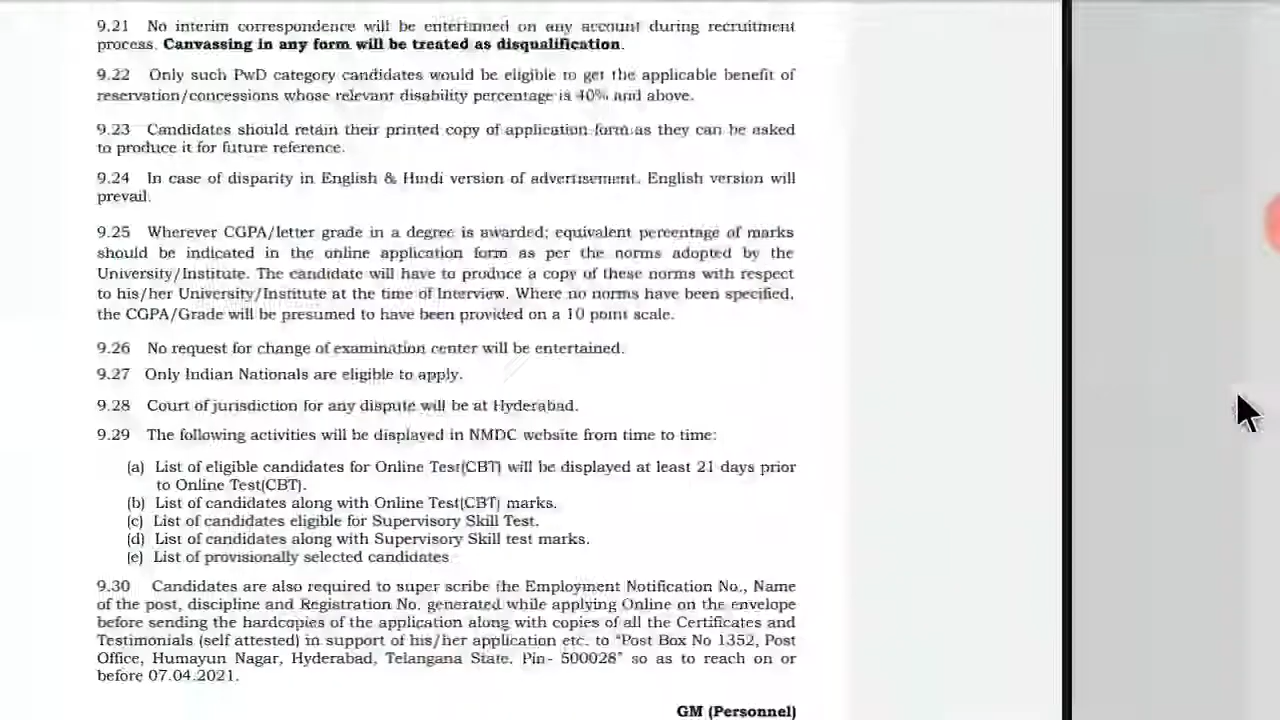 9.21 No interim correspondence will be entertained on any account during recruitment
process. Canvassing in any form will be treated as disqualification.
9.22 Only such PwD category candidates would be eligible to get the applicable benefit of
reservation/concessions whose relevant disability percentage is 40% and above.
9.23 Candidates should retain their printed copy of application form as they can be asked
to produce it for future reference.
9.24 In case of disparity in English & Hindi version of advertisement. English version will
prevail.
9.25 Wherever CGPA/letter grade in a degree is awarded; equivalent percentage of marks
should be indicated in the online application form as per the norms adopted by the
University/Institute. The candidate will have to produce a copy of these norms with respect
to his/her University/Institute at the time of Interview. Where no norms have been specified,
the CGPA/Grade will be presumed to have been provided on a 10 point scale.
9.26 No request for change of examination center will be entertained.
9.27 Only Indian Nationals are eligible to apply.
9.28 Court of jurisdiction for any dispute will be at Hyderabad.
9.29 The following activities will be displayed in NMDC website from time to time:
(a) List of eligible candidates for Online Test(CBT) will be displayed at least 21 days prior
to Online Test(CBT).
(b) List of candidates along with Online Test(CBT) marks.
(c) List of candidates eligible for Supervisory Skill Test.
(d) List of candidates along with Supervisory Skill test marks.
(e) List of provisionally selected candidates
9.30 Candidates are also required to super scribe the Employment Notification No., Name
of the post, discipline and Registration No. generated while applying Online on the envelope
before sending the hardcopies of the application along with copies of all the Certificates and
Testimonials (self attested) in support of his/her application etc. to "Post Box No 1352, Post
Office, Humayun Nagar, Hyderabad, Telangana State. Pin- 500028" so as to reach on or
before 07.04.2021.
GM (Personnel)